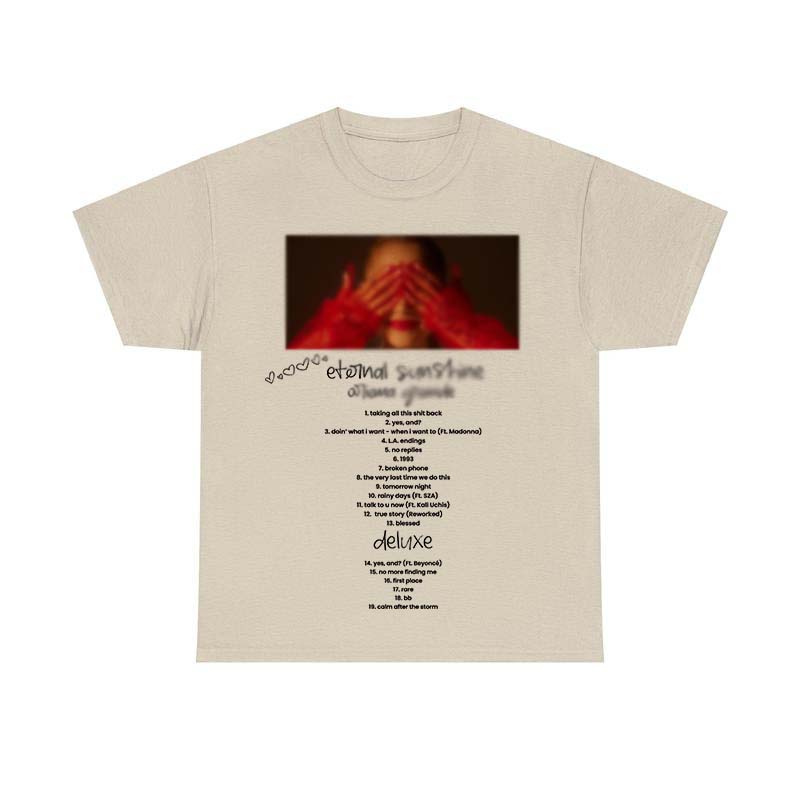 eternal sunshine
ariana grande
1. taking all this shit back
2. yes, and?
3. doin' what i want - when i want to (Ft. Madonna)
4. L.A. endings
5. no replies
6. 1993
7. broken phone
8. the very last time we do this
9. tomorrow night
10. rainy days (Ft. SZA)
11. talk to u now (Ft. Kali Uchis)
12. true story (Reworked)
13. blessed
deluxe
14. yes, and? (Ft. Beyoncé)
15. no more finding me
16. first place
17. rare
18. bb
19. calm after the storm